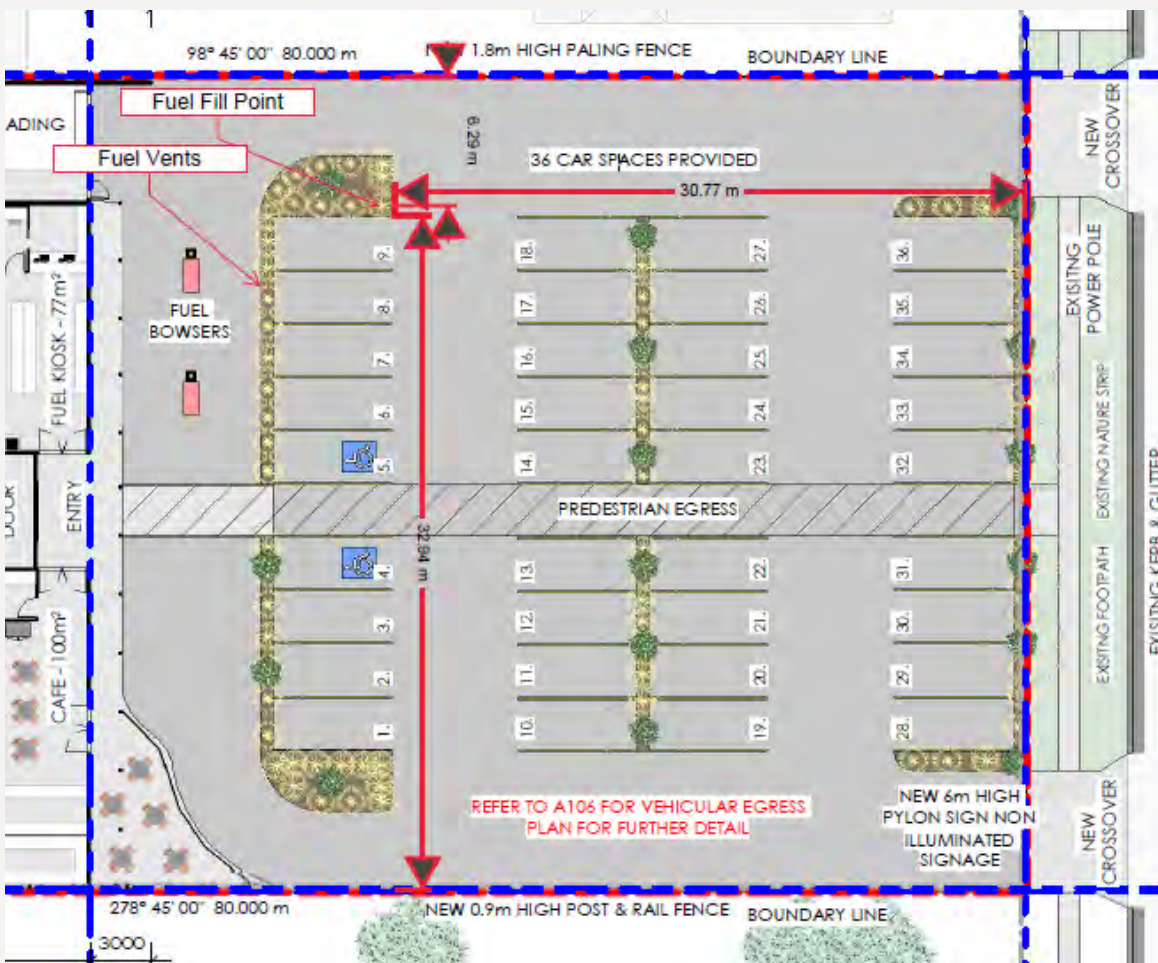 98° 45' 00" 80.000 m
1.8m HIGH PALING FENCE
BOUNDARY LINE
Fuel Fill Point
ADING
Fuel Vents
6.29 m
36 CAR SPACES PROVIDED
30.77 m
NEW
CROSSOVER
9.
18.
27.
36.
8.
17.
26.
35.
7.
16.
25.
34.
6.
15.
24.
33.
5.
14.
23.
32.
FUEL
BOWSERS
FUEL KIOSK - 77m²
EXISITNG
POWER POLE
DOOR
ENTRY
PREDESTRIAN EGRESS
32.94 m
EXISTING FOOTPATH
EXISTING NATURE STRIP
EXISITNG KERB & GUTTER
4.
13.
22.
31.
3.
12.
21.
30.
2.
11.
20.
29.
1.
10.
19.
28.
CAFE - 100m²
REFER TO A106 FOR VEHICULAR EGRESS
PLAN FOR FURTHER DETAIL
NEW 6m HIGH
PYLON SIGN NON
ILLUMINATED
SIGNAGE
NEW
CROSSOVER
278° 45' 00" 80.000 m
NEW 0.9m HIGH POST & RAIL FENCE
BOUNDARY LINE
3000